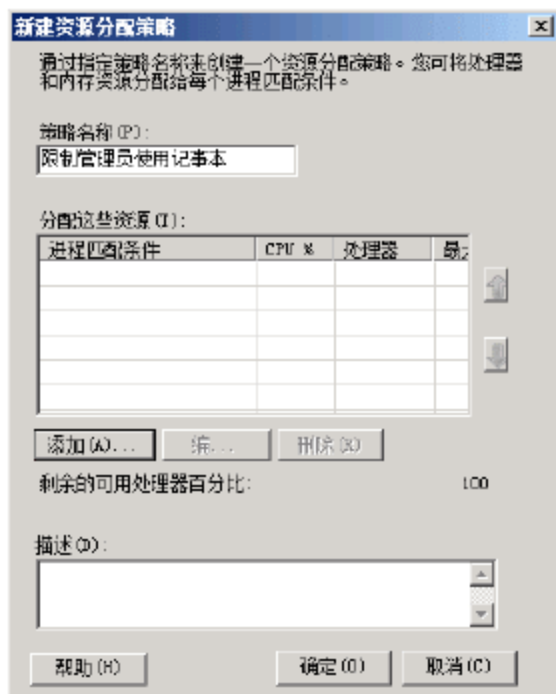 新建资源分配策略
通过指定策略名称来创建一个资源分配策略。您可将处理器
和内存资源分配给每个进程匹配条件。
策略名称(P):
限制管理员使用记事本
分配这些资源(I):
进程匹配条件 CPU % 处理器 最大
添加(A)... 编... 删除(R)
剩余的可用处理器百分比: 100
描述(D):
帮助(H) 确定(O) 取消(C)